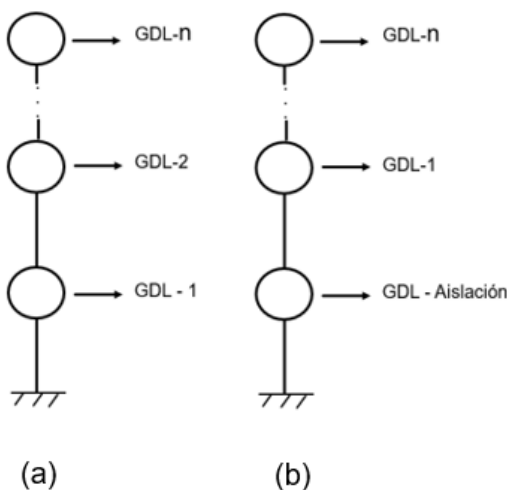 GDL-n GDL-n
GDL-2 GDL-1
GDL - 1 GDL - Aislación
(a) (b)